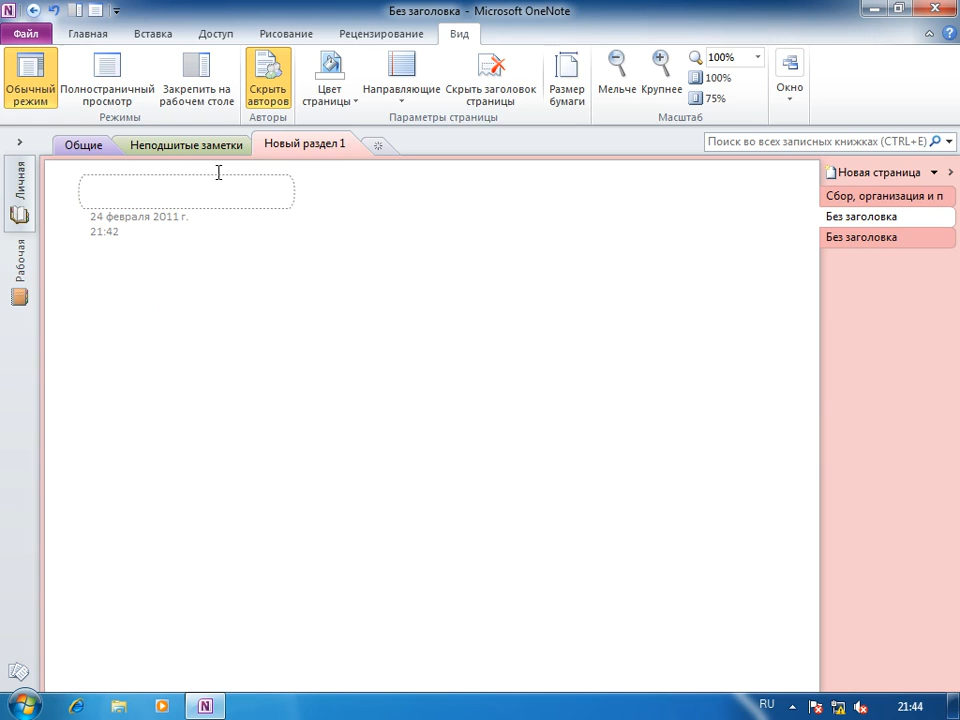 Без заголовка - Microsoft OneNote
Файл Главная Вставка Доступ Рисование Рецензирование Вид
Обычный режим
Полностраничный просмотр
Закрепить на рабочем столе
Режимы
Скрыть авторов
Авторы
Цвет страницы
Направляющие
Скрыть заголовок страницы
Параметры страницы
Размер бумаги
Мельче
Крупнее
100%
100%
75%
Масштаб
Окно
Общие Неподшитые заметки Новый раздел 1
Поиск во всех записных книжках (CTRL+E)
Личная
Рабочая
24 февраля 2011 г.
21:42
Новая страница
Сбор, организация и п
Без заголовка
Без заголовка
RU 21:44